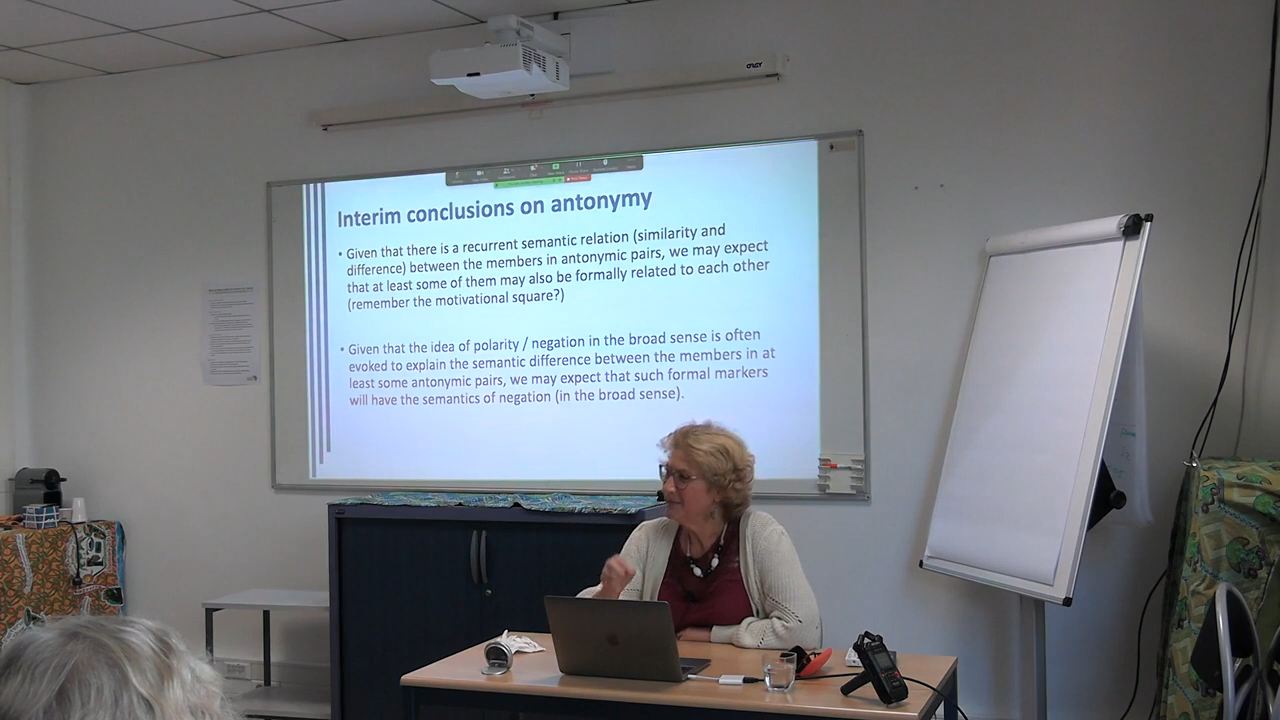 Interim conclusions on antonymy
• Given that there is a recurrent semantic relation (similarity and
difference) between the members in antonymic pairs, we may expect
that at least some of them may also be formally related to each other
(remember the motivational square?)
• Given that the idea of polarity / negation in the broad sense is often
evoked to explain the semantic difference between the members in at
least some antonymic pairs, we may expect that such formal markers
will have the semantics of negation (in the broad sense).